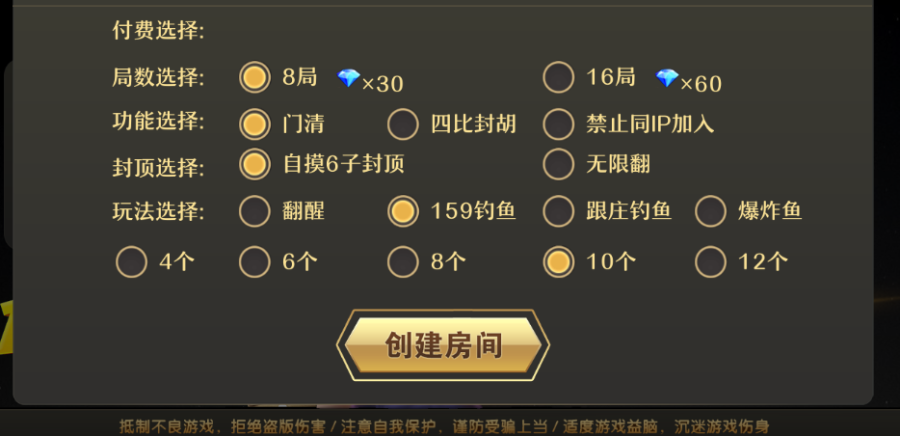 付费选择:
局数选择: 8局 ×30 16局 ×60
功能选择: 门清 四比封胡 禁止同IP加入
封顶选择: 自摸6子封顶 无限翻
玩法选择: 翻醒 159钓鱼 跟庄钓鱼 爆炸鱼
4个 6个 8个 10个 12个
创建房间
抵制不良游戏，拒绝盗版伤害 / 注意自我保护，谨防受骗上当 / 适度游戏益脑，沉迷游戏伤身